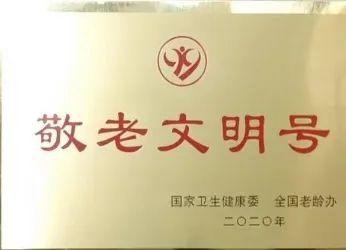 敬老文明号
国家卫生健康委 全国老龄办
二〇二〇年